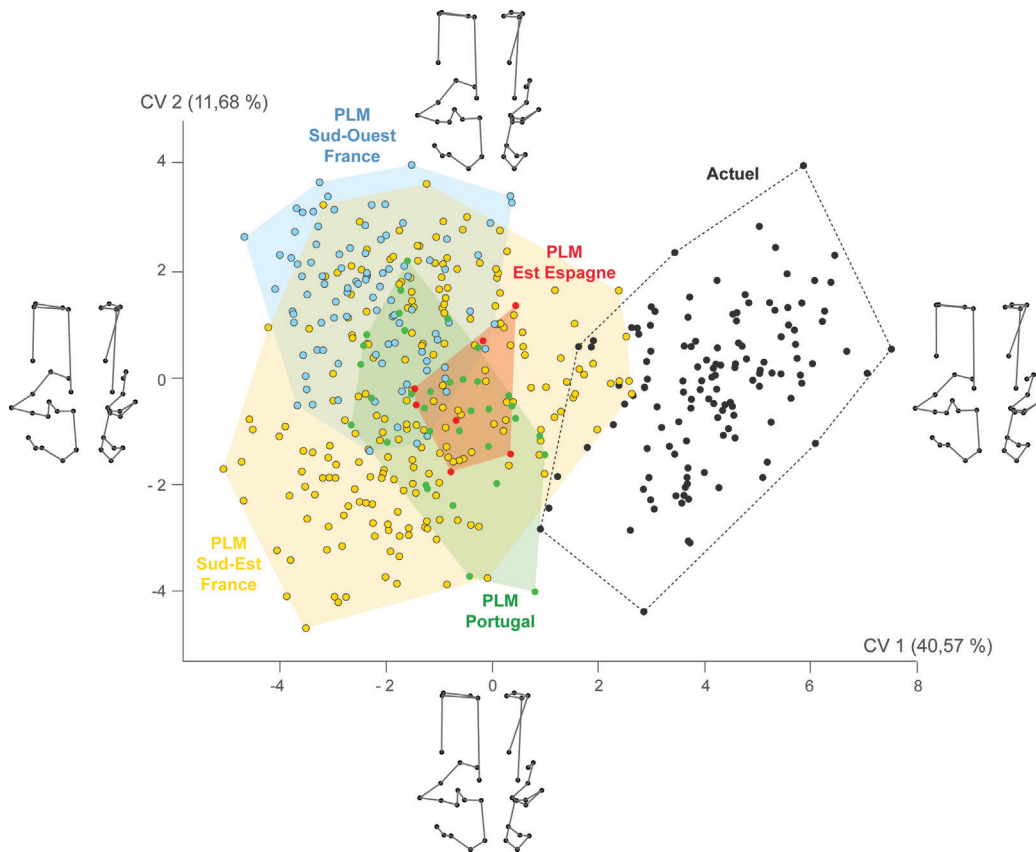 CV 2 (11,68 %)
PLM
Sud-Ouest
France
Actuel
PLM
Est Espagne
PLM
Sud-Est
France
PLM
Portugal
4
2
0
-2
-4
CV 1 (40,57 %)
-4
-2
0
2
4
6
8